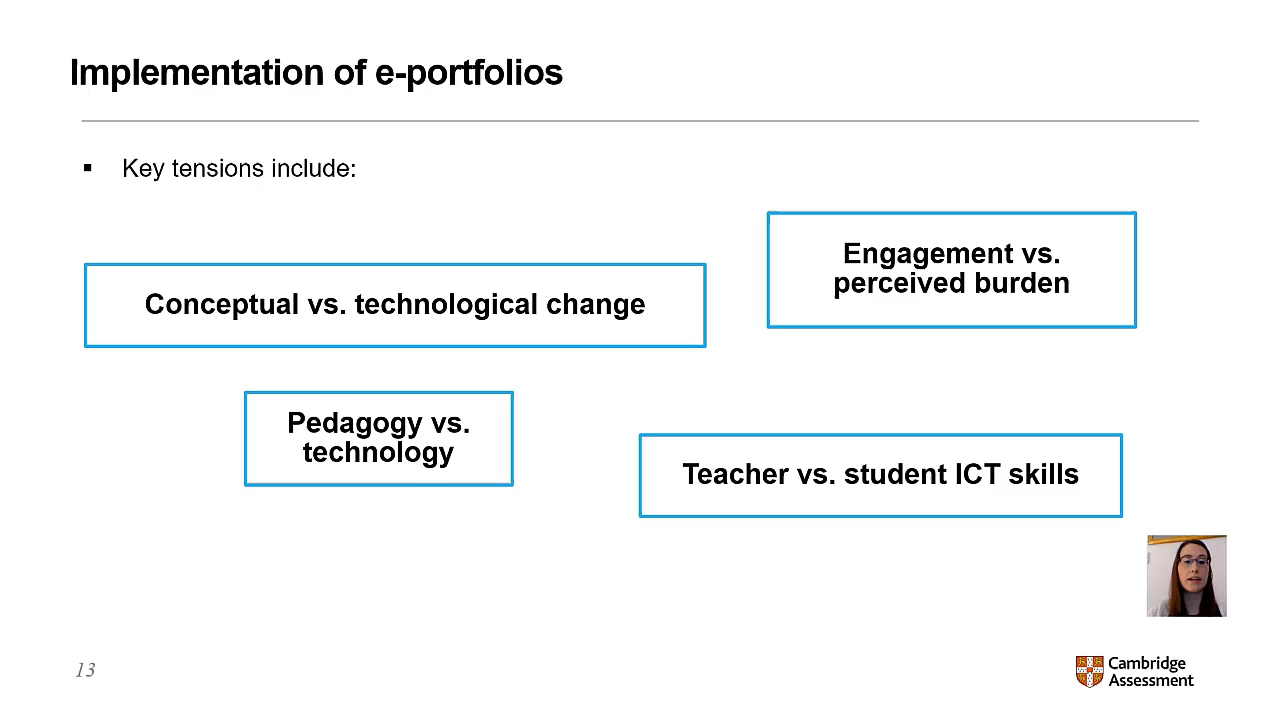 Implementation of e-portfolios
▪ Key tensions include:
Engagement vs.
perceived burden
Conceptual vs. technological change
Pedagogy vs.
technology
Teacher vs. student ICT skills
13
Cambridge
Assessment